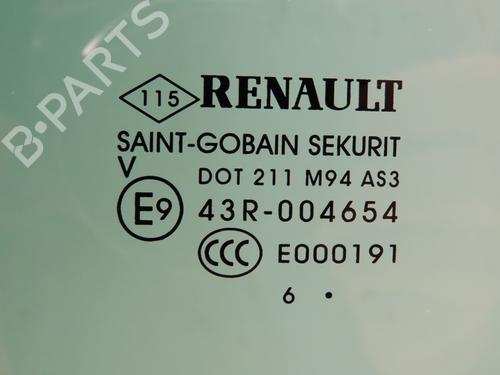 B-PARTS
115 RENAULT
SAINT-GOBAIN SEKURIT
V
DOT 211 M94 AS3
E9 43R-004654
CCC E000191
6 •